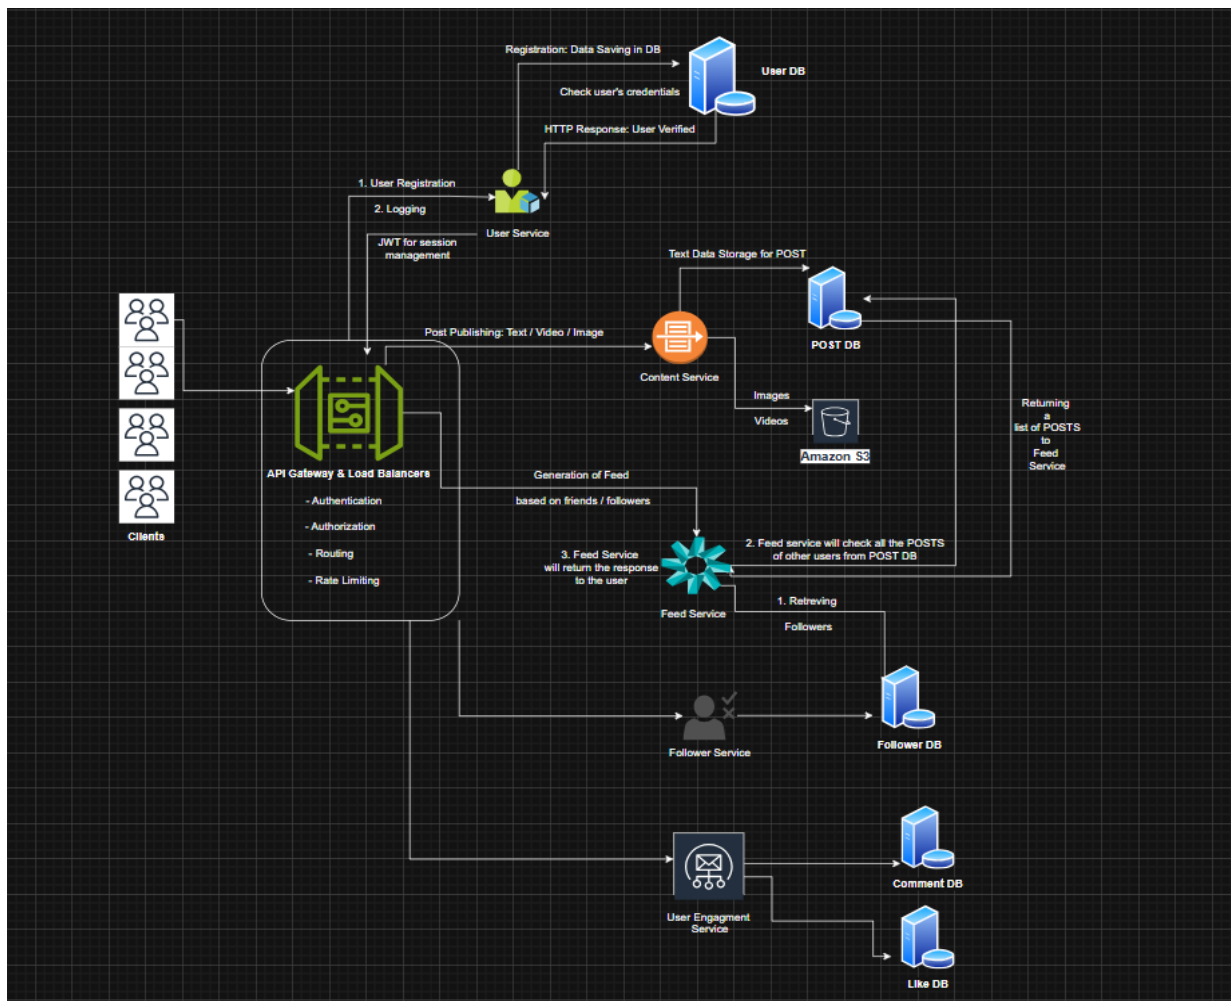 Registration: Data Saving in DB
User DB
Check user's credentials
HTTP Response: User Verified
1. User Registration
2. Logging
User Service
JWT for session
management
Text Data Storage for POST
Post Publishing: Text / Video / Image
POST DB
Content Service
Images
Videos
Amazon S3
Returning
a
list of POSTS
to
Feed
Service
API Gateway & Load Balancers
- Authentication
- Authorization
- Routing
- Rate Limiting
Clients
Generation of Feed
based on friends / followers
2. Feed service will check all the POSTS
of other users from POST DB
3. Feed Service
will return the response
to the user
Feed Service
1. Retreving
Followers
Follower Service
Follower DB
Comment DB
User Engagment
Service
Like DB